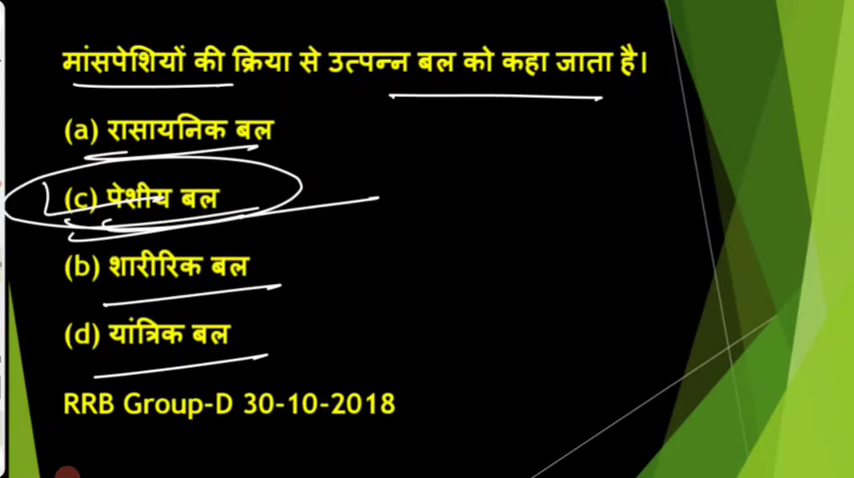 मांसपेशियों की क्रिया से उत्पन्न बल को कहा जाता है।
(a) रासायनिक बल
(c) पेशीय बल
(b) शारीरिक बल
(d) यांत्रिक बल
RRB Group-D 30-10-2018